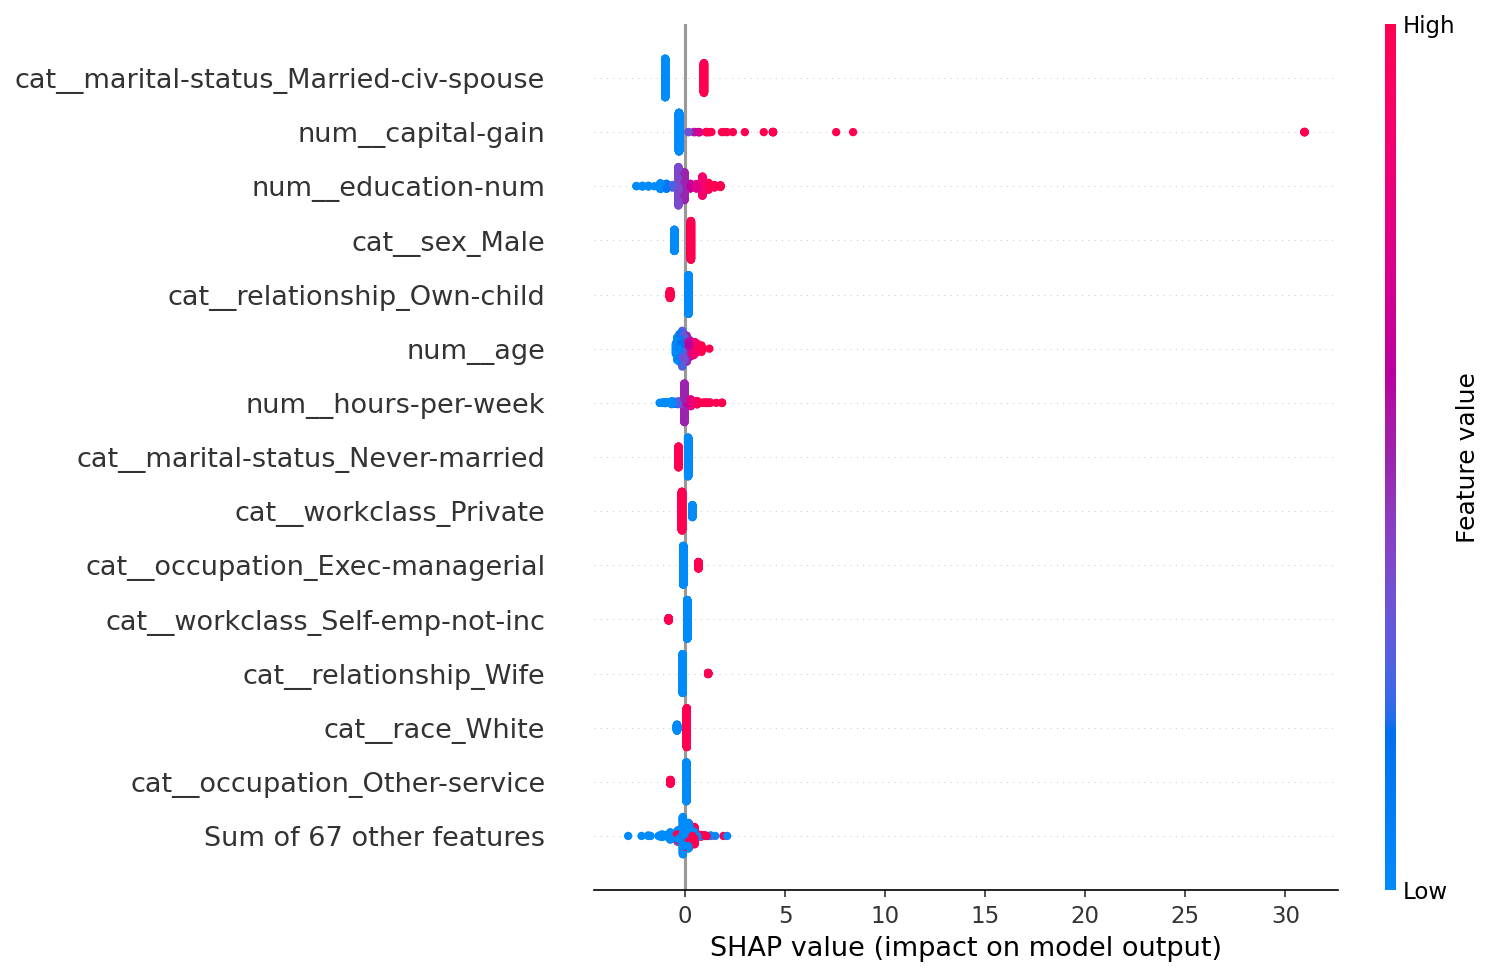 High
cat__marital-status_Married-civ-spouse
num__capital-gain
num__education-num
cat__sex_Male
cat__relationship_Own-child
num__age
num__hours-per-week
cat__marital-status_Never-married
cat__workclass_Private
cat__occupation_Exec-managerial
cat__workclass_Self-emp-not-inc
cat__relationship_Wife
cat__race_White
cat__occupation_Other-service
Sum of 67 other features
Feature value
Low
0 5 10 15 20 25 30
SHAP value (impact on model output)